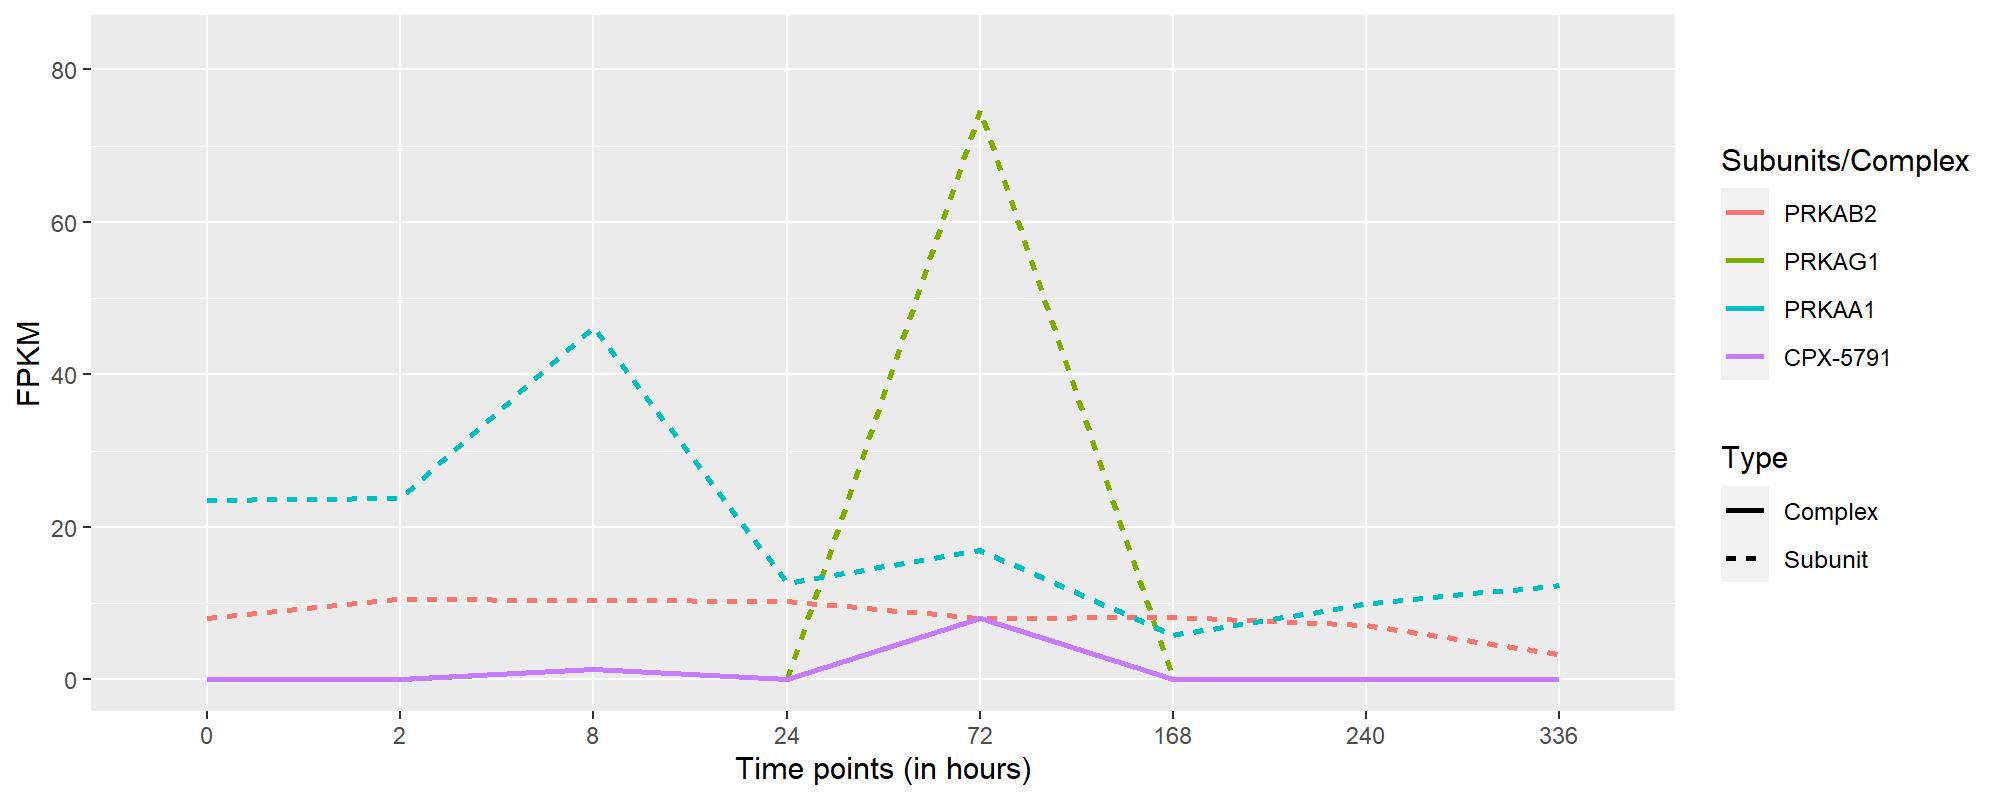 80
60
40
20
0
FPKM
0 2 8 24 72 168 240 336
Time points (in hours)
Subunits/Complex
PRKAB2
PRKAG1
PRKAA1
CPX-5791
Type
Complex
Subunit